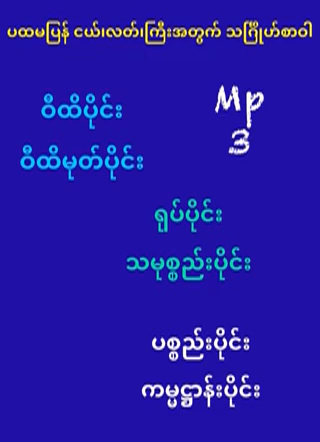 ပထမပြန် ငယ်၊လတ်၊ကြီးအတွက် သင်္ဂြိုဟ်စာဝါ
ဝီထိပိုင်း
Mp
3
ဝီထိမုတ်ပိုင်း
ရုပ်ပိုင်း
သမုစ္စည်းပိုင်း
ပစ္စည်းပိုင်း
ကမ္မဋ္ဌာန်းပိုင်း